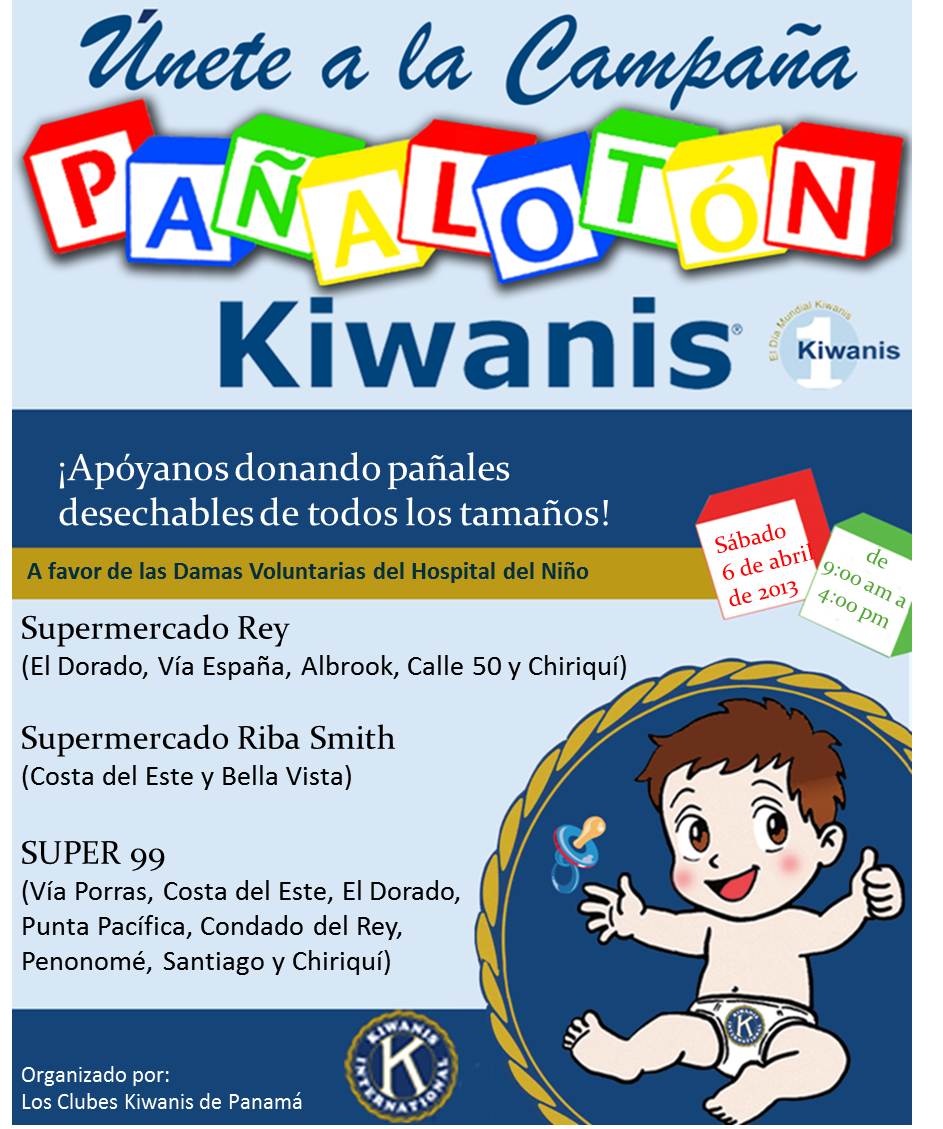 Únete a la Campaña
PAÑALOTÓN
Kiwanis®
El Día Mundial Kiwanis
1
Kiwanis
¡Apóyanos donando pañales
desechables de todos los tamaños!
Sábado
6 de abril
de 2013
de
9:00 am a
4:00 pm
A favor de las Damas Voluntarias del Hospital del Niño
Supermercado Rey
(El Dorado, Vía España, Albrook, Calle 50 y Chiriquí)
Supermercado Riba Smith
(Costa del Este y Bella Vista)
SUPER 99
(Vía Porras, Costa del Este, El Dorado,
Punta Pacífica, Condado del Rey,
Penonomé, Santiago y Chiriquí)
KIWANIS
K
INTERNATIONAL
K
Organizado por:
Los Clubes Kiwanis de Panamá